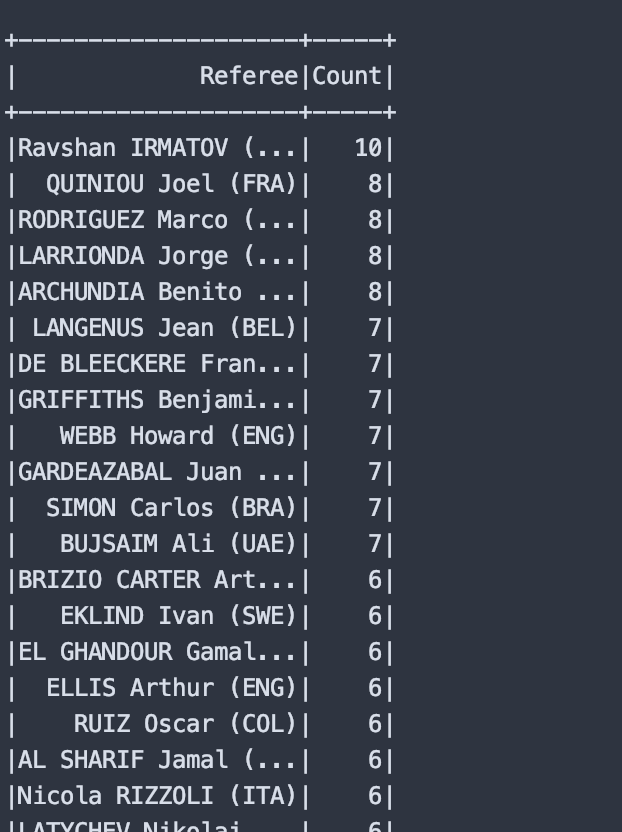 +--------------------+-----+
|             Referee|Count|
+--------------------+-----+
|Ravshan IRMATOV (...|   10|
|  QUINIOU Joel (FRA)|    8|
|RODRIGUEZ Marco (...|    8|
|LARRIONDA Jorge (...|    8|
|ARCHUNDIA Benito ...|    8|
| LANGENUS Jean (BEL)|    7|
|DE BLEECKERE Fran...|    7|
|GRIFFITHS Benjami...|    7|
|   WEBB Howard (ENG)|    7|
|GARDEAZABAL Juan ...|    7|
|  SIMON Carlos (BRA)|    7|
|   BUJSAIM Ali (UAE)|    7|
|BRIZIO CARTER Art...|    6|
|   EKLIND Ivan (SWE)|    6|
|EL GHANDOUR Gamal...|    6|
|  ELLIS Arthur (ENG)|    6|
|    RUIZ Oscar (COL)|    6|
|AL SHARIF Jamal (...|    6|
|Nicola RIZZOLI (ITA)|    6|
|LATYCHEV Nikolai ...|    6|